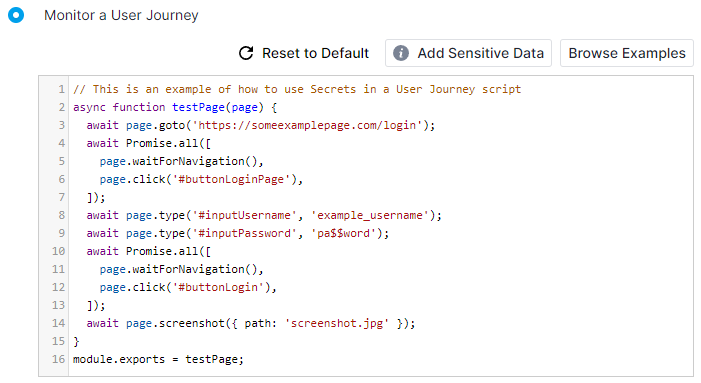 Monitor a User Journey
Reset to Default
i Add Sensitive Data
Browse Examples
1 // This is an example of how to use Secrets in a User Journey script
2 async function testPage(page) {
3   await page.goto('https://someexamplepage.com/login');
4   await Promise.all([
5     page.waitForNavigation(),
6     page.click('#buttonLoginPage'),
7   ]);
8   await page.type('#inputUsername', 'example_username');
9   await page.type('#inputPassword', 'pa$$word');
10   await Promise.all([
11     page.waitForNavigation(),
12     page.click('#buttonLogin'),
13   ]);
14   await page.screenshot({ path: 'screenshot.jpg' });
15 }
16 module.exports = testPage;